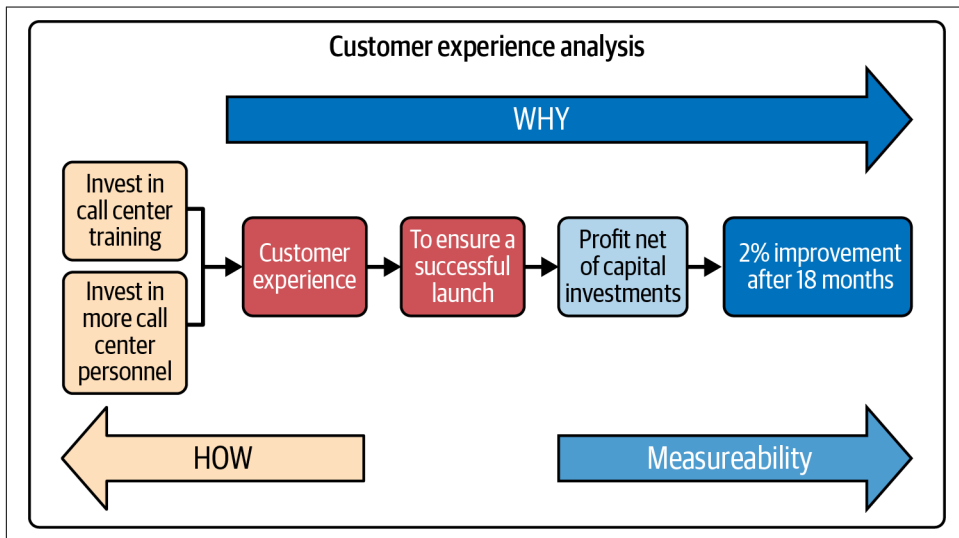 Customer experience analysis
WHY
Invest in
call center
training
Invest in
more call
center
personnel
Customer
experience
To ensure a
successful
launch
Profit net
of capital
investments
2% improvement
after 18 months
HOW
Measureability